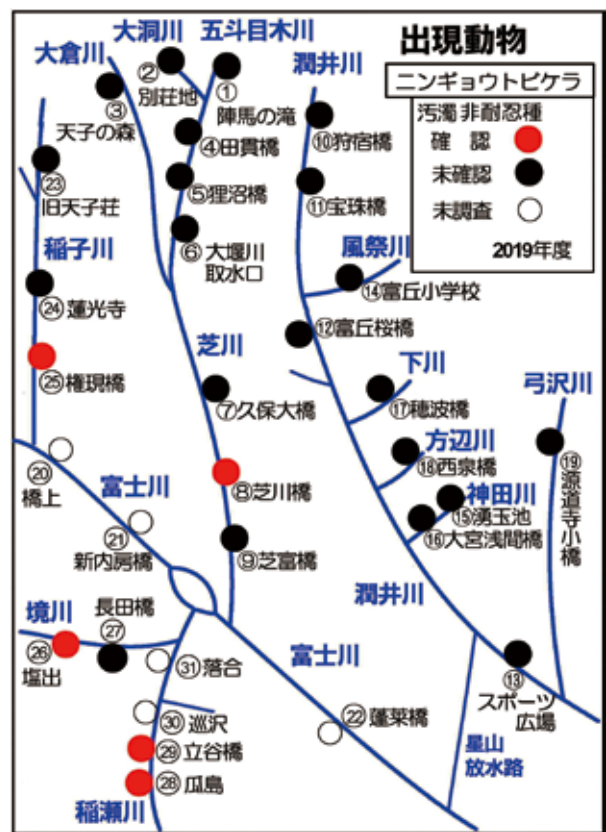 出現動物
ニンギョウトビケラ
汚濁非耐忍種
確 認
未確認
未調査
2019年度
大倉川
大洞川
五斗目木川
潤井川
②
別荘地
①
陣馬の滝
③
天子の森
④田貫橋
⑤狸沼橋
⑥大堰川
取水口
⑩狩宿橋
⑪宝珠橋
風祭川
⑭富丘小学校
⑫富丘桜橋
㉓
旧天子荘
稲子川
㉔蓮光寺
㉕権現橋
芝川
⑦久保大橋
⑧芝川橋
⑨芝富橋
下川
⑰穂波橋
方辺川
⑱西泉橋
神田川
⑮湧玉池
⑯大宮浅間橋
弓沢川
⑲源道寺小橋
⑳
橋上
富士川
㉑
新内房橋
潤井川
境川
長田橋
㉗
㉖
塩出
㉛落合
富士川
⑬
スポーツ
広場
㉚巡沢
㉒蓬莱橋
㉙立谷橋
㉘瓜島
稲瀬川
星山
放水路